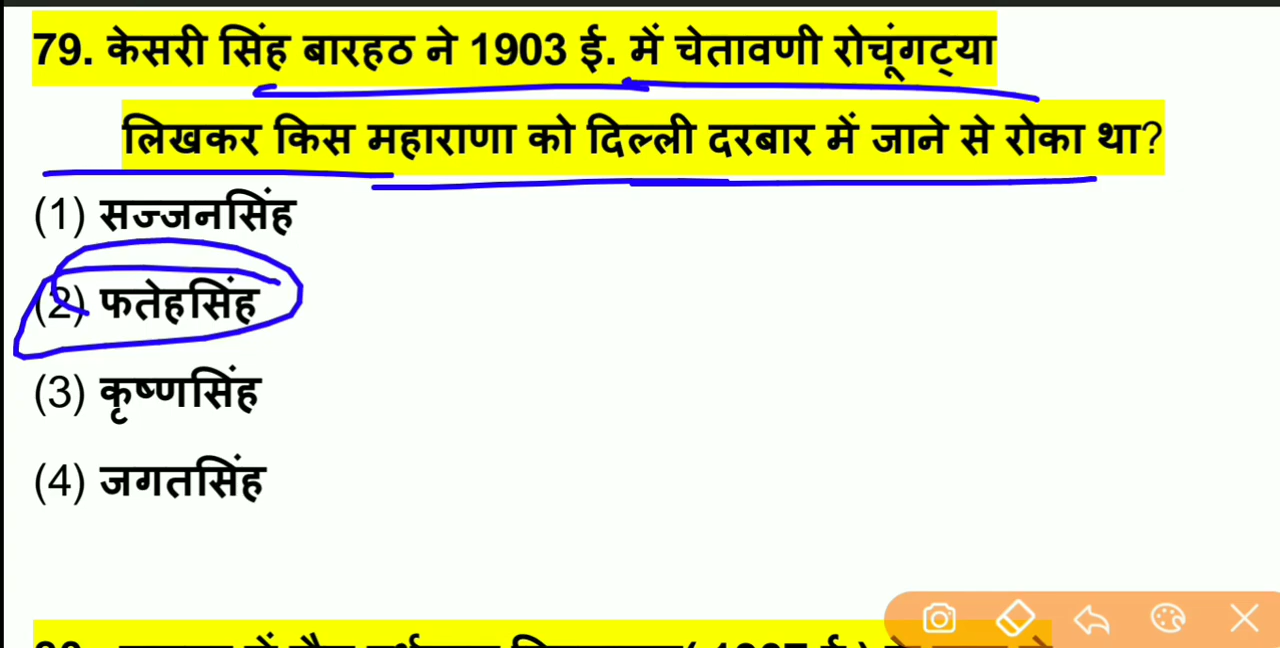 79. केसरी सिंह बारहठ ने 1903 ई. में चेतावणी रोचूंगट्या
लिखकर किस महाराणा को दिल्ली दरबार में जाने से रोका था?
(1) सज्जनसिंह
(2) फतेहसिंह
(3) कृष्णसिंह
(4) जगतसिंह